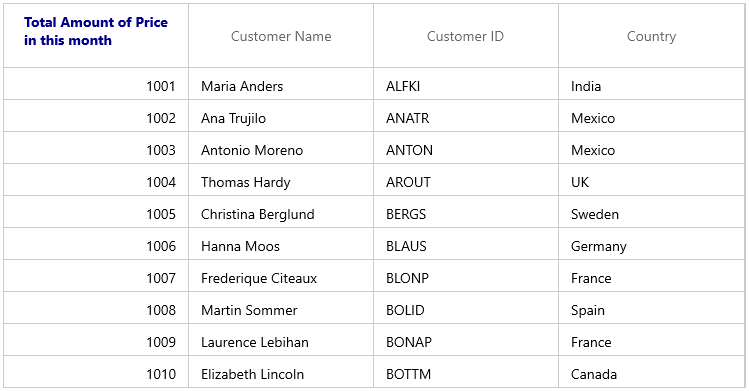 Total Amount of Price
in this month
Customer Name Customer ID Country
1001 Maria Anders ALFKI India
1002 Ana Trujilo ANATR Mexico
1003 Antonio Moreno ANTON Mexico
1004 Thomas Hardy AROUT UK
1005 Christina Berglund BERGS Sweden
1006 Hanna Moos BLAUS Germany
1007 Frederique Citeaux BLONP France
1008 Martin Sommer BOLID Spain
1009 Laurence Lebihan BONAP France
1010 Elizabeth Lincoln BOTTM Canada